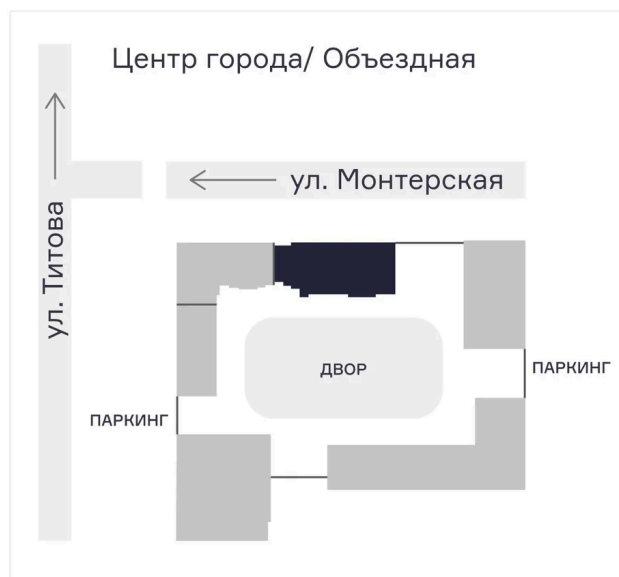 Центр города/ Объездная
ул. Монтерская
ул. Титова
ДВОР
ПАРКИНГ
ПАРКИНГ